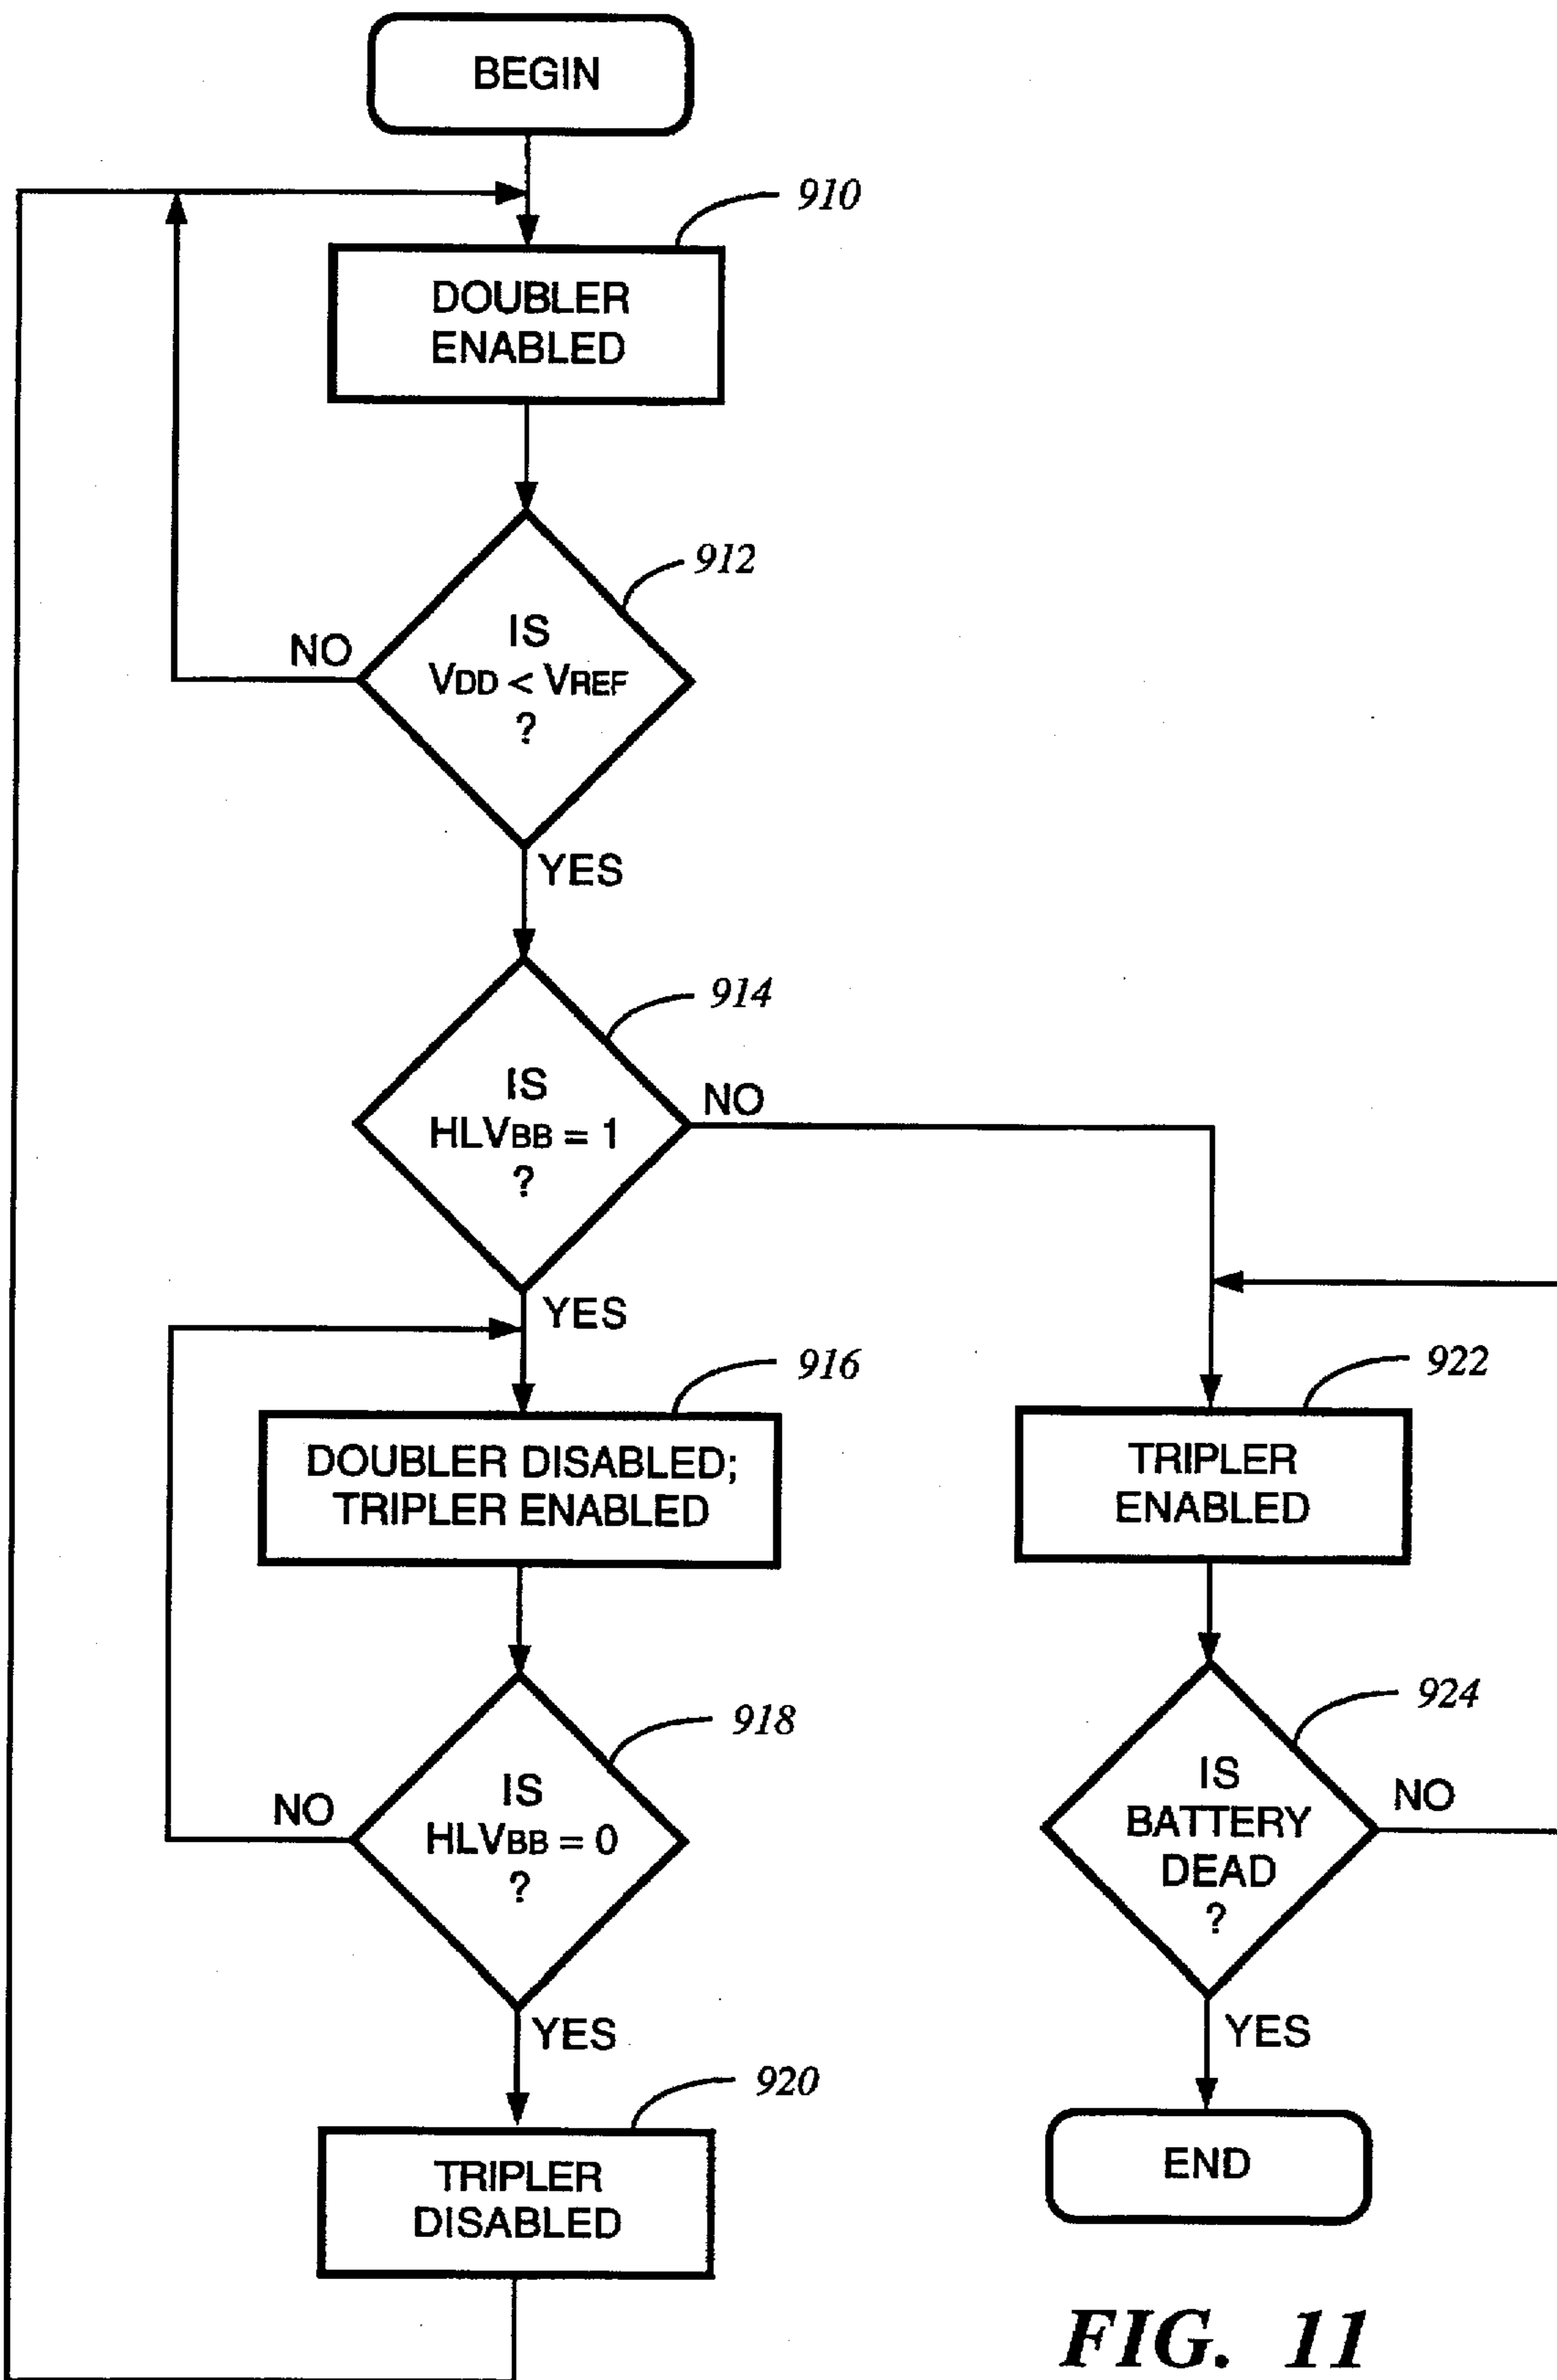 BEGIN
910
DOUBLER
ENABLED
912
IS
VDD < VREF
?
NO
YES
914
IS
HLVBB = 1
?
NO
YES
916
DOUBLER DISABLED;
TRIPLER ENABLED
922
TRIPLER
ENABLED
918
IS
HLVBB = 0
?
NO
YES
924
IS
BATTERY
DEAD
?
NO
YES
920
TRIPLER
DISABLED
END
FIG. 11